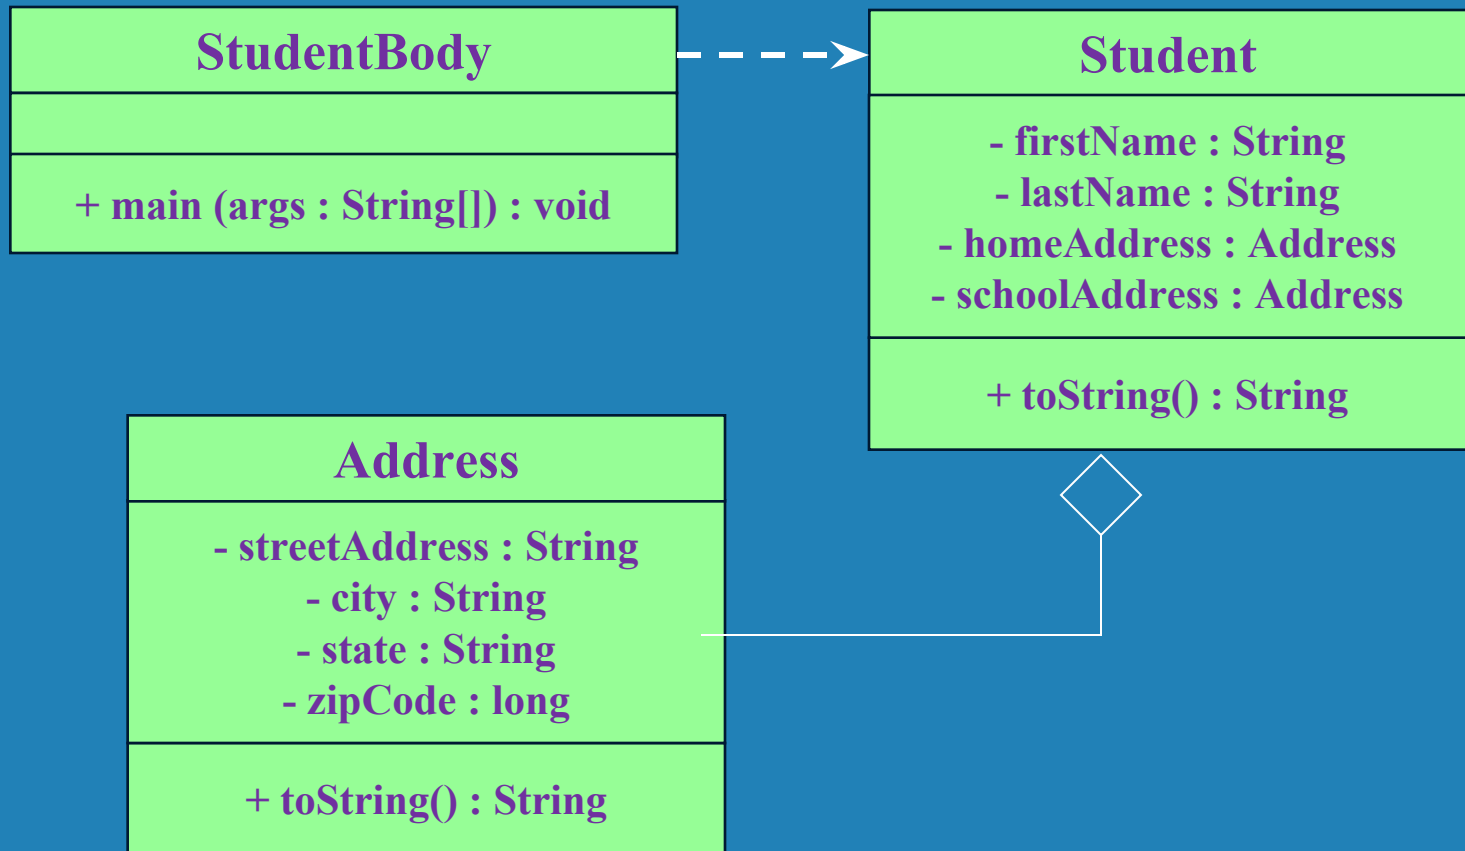 StudentBody
+ main (args : String[]) : void
Student
- firstName : String
- lastName : String
- homeAddress : Address
- schoolAddress : Address
+ toString() : String
Address
- streetAddress : String
- city : String
- state : String
- zipCode : long
+ toString() : String